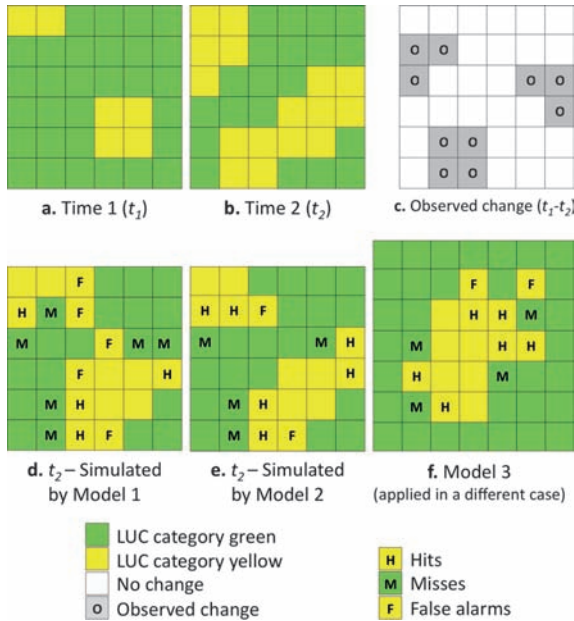 O O
O O O
O
O O
O O
a. Time 1 (t₁)
b. Time 2 (t₂)
c. Observed change (t₁-t₂)
F
H M F
M F M M
F H
M H
M H F
d. t₂ – Simulated
by Model 1
H H F
M M H
H
M H
M H F
e. t₂ – Simulated
by Model 2
F F
H H M
M H H
H M
M H
f. Model 3
(applied in a different case)
LUC category green
LUC category yellow
No change
O Observed change
H Hits
M Misses
F False alarms